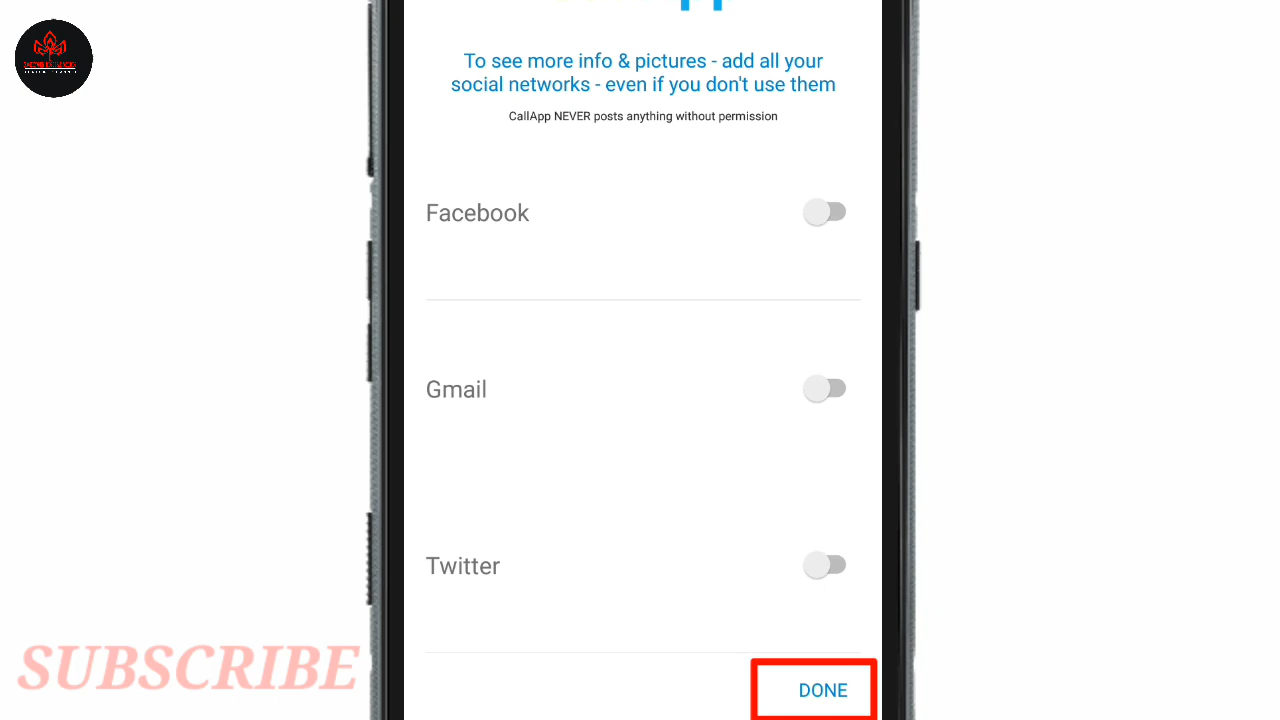 To see more info & pictures - add all your
social networks - even if you don't use them
CallApp NEVER posts anything without permission
Facebook
Gmail
Twitter
SUBSCRIBE
DONE